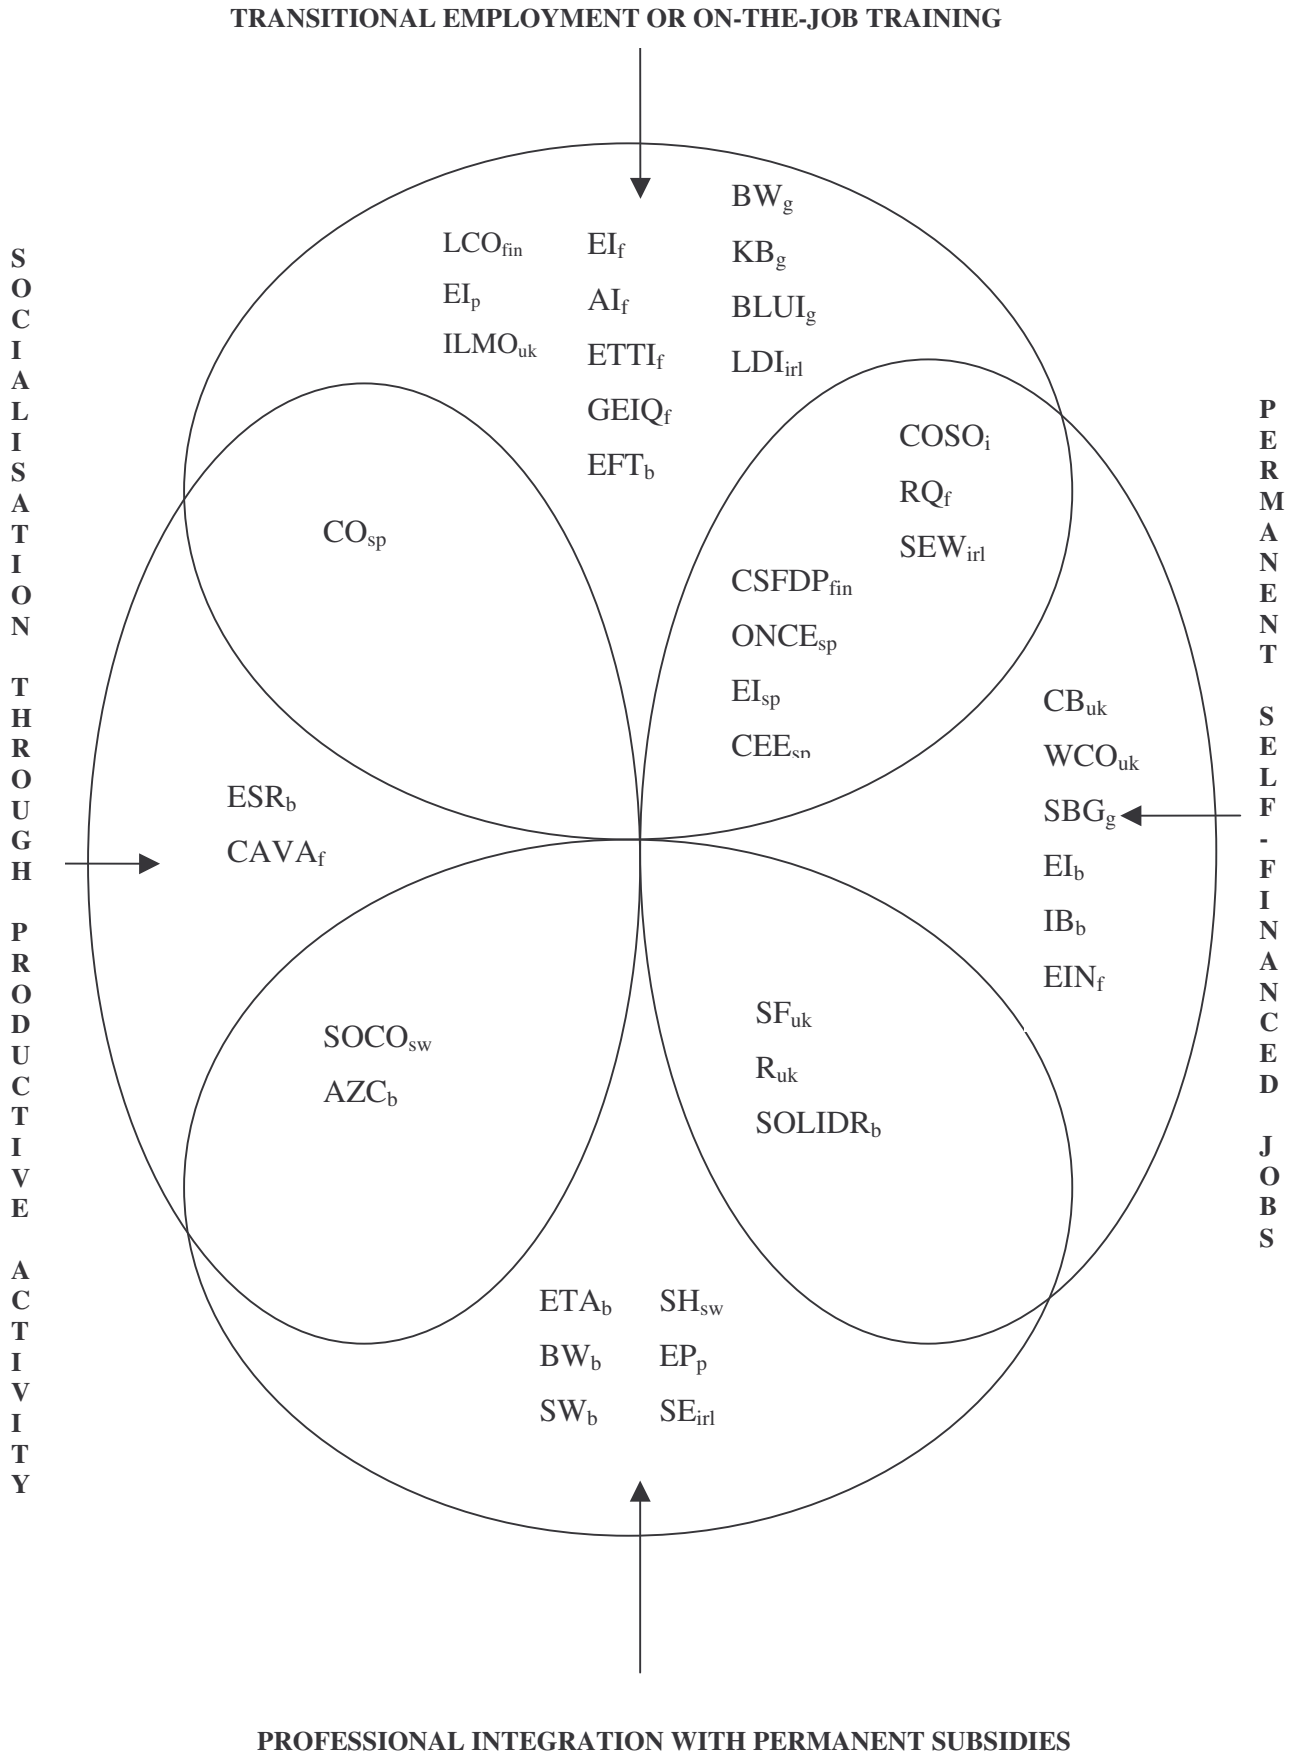 TRANSITIONAL EMPLOYMENT OR ON-THE-JOB TRAINING
SOCIALISATION THROUGH PRODUCTIVE ACTIVITY
LCOfin
EIp
ILMOuk
EIf
AIf
ETTIf
GEIQf
EFTb
BWg
KBg
BLUIg
LDIirl
COsp
COSOi
RQf
SEWirl
CSFDPfin
ONCEsp
EIsp
CEEsp
ESRb
CAVAf
CBuk
WCOuk
SBGg
EIb
IBb
EINf
SOCOsw
AZCb
SFuk
Ruk
SOLIDRb
ETAb
BWb
SWb
SHsw
EPp
SEirl
PERMANENT SELF-FINANCED JOBS
PROFESSIONAL INTEGRATION WITH PERMANENT SUBSIDIES